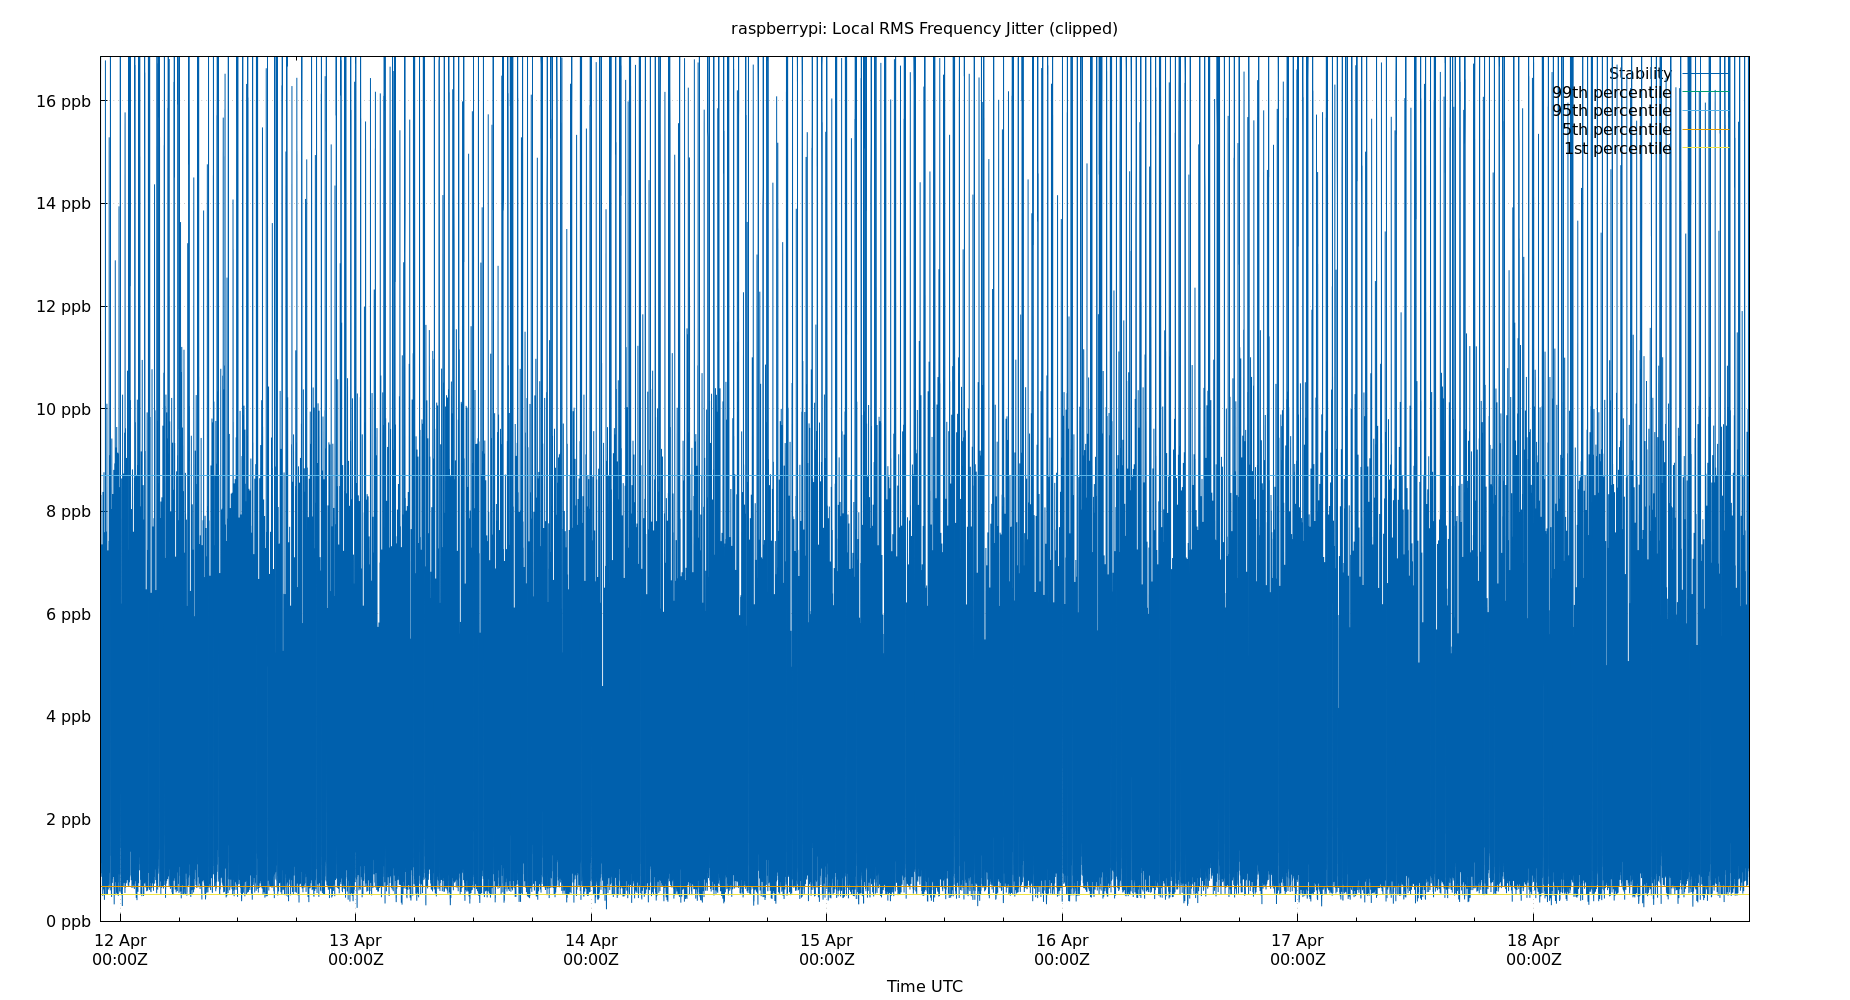 raspberrypi: Local RMS Frequency Jitter (clipped)
Stability
99th percentile
95th percentile
5th percentile
1st percentile
16 ppb
14 ppb
12 ppb
10 ppb
8 ppb
6 ppb
4 ppb
2 ppb
0 ppb
12 Apr 13 Apr 14 Apr 15 Apr 16 Apr 17 Apr 18 Apr
00:00Z 00:00Z 00:00Z 00:00Z 00:00Z 00:00Z 00:00Z
Time UTC